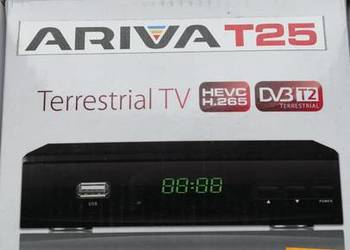 ARIVA T25
Terrestrial TV HEVC H.265 DVB T2 TERRESTRIAL
88:88
USB ▲ ▼ POWER